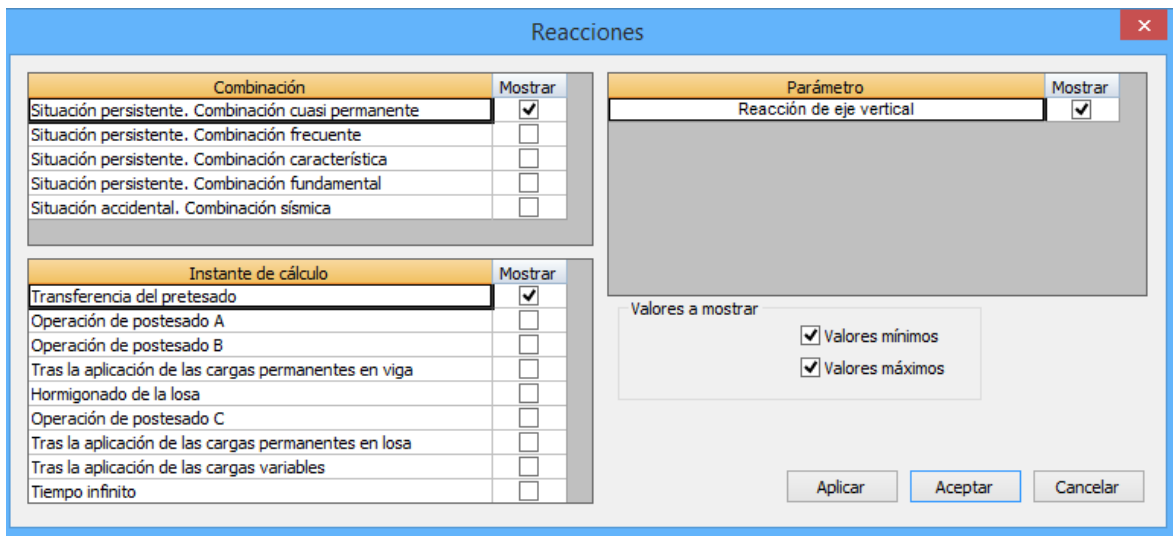 Reacciones
Combinación Mostrar
Situación persistente. Combinación cuasi permanente
Situación persistente. Combinación frecuente
Situación persistente. Combinación característica
Situación persistente. Combinación fundamental
Situación accidental. Combinación sísmica
Instante de cálculo Mostrar
Transferencia del pretesado
Operación de postesado A
Operación de postesado B
Tras la aplicación de las cargas permanentes en viga
Hormigonado de la losa
Operación de postesado C
Tras la aplicación de las cargas permanentes en losa
Tras la aplicación de las cargas variables
Tiempo infinito
Parámetro Mostrar
Reacción de eje vertical
Valores a mostrar
Valores mínimos
Valores máximos
Aplicar Aceptar Cancelar